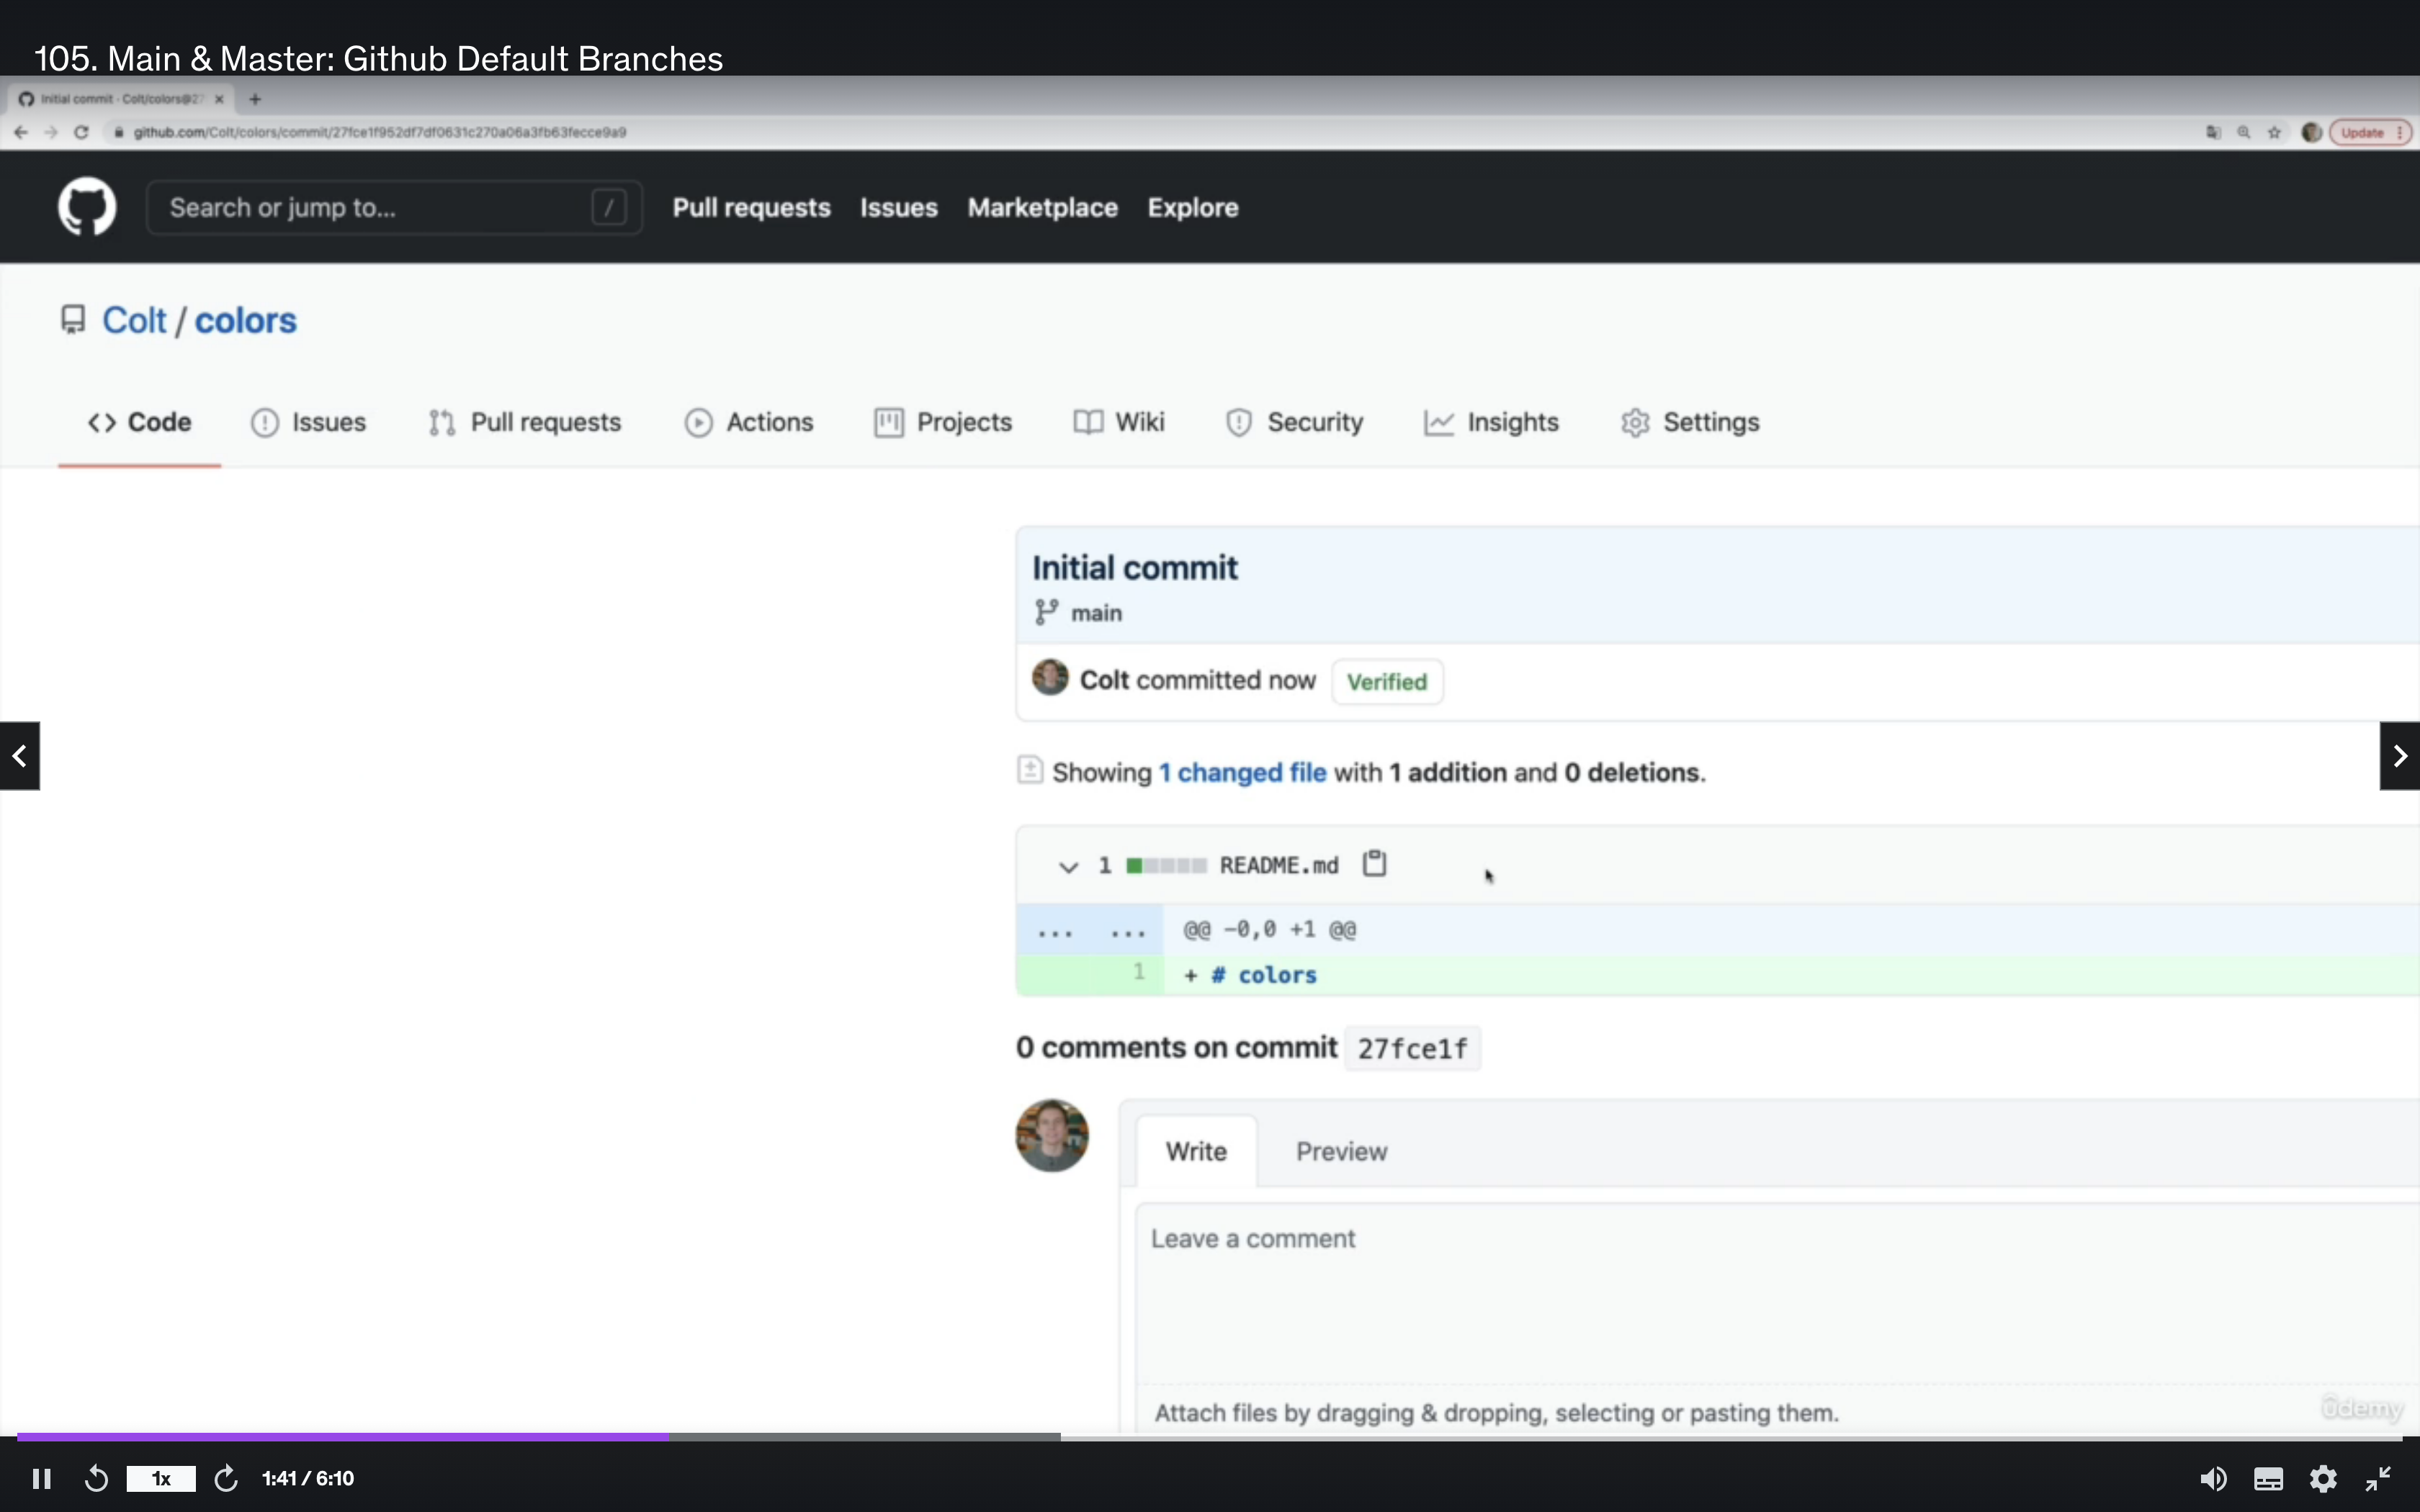 105. Main & Master: Github Default Branches
Initial commit · Colt/colors@27
github.com/Colt/colors/commit/27fce1f952df7df0631c270a06a3fb63fecce9a9
Update
Search or jump to... /
Pull requests Issues Marketplace Explore
Colt / colors
Code Issues Pull requests Actions Projects Wiki Security Insights Settings
Initial commit
main
Colt committed now Verified
Showing 1 changed file with 1 addition and 0 deletions.
1 README.md
... ... @@ -0,0 +1 @@
1 + # colors
0 comments on commit 27fce1f
Write Preview
Leave a comment
Attach files by dragging & dropping, selecting or pasting them.
ûdemy
1x 1:41 / 6:10